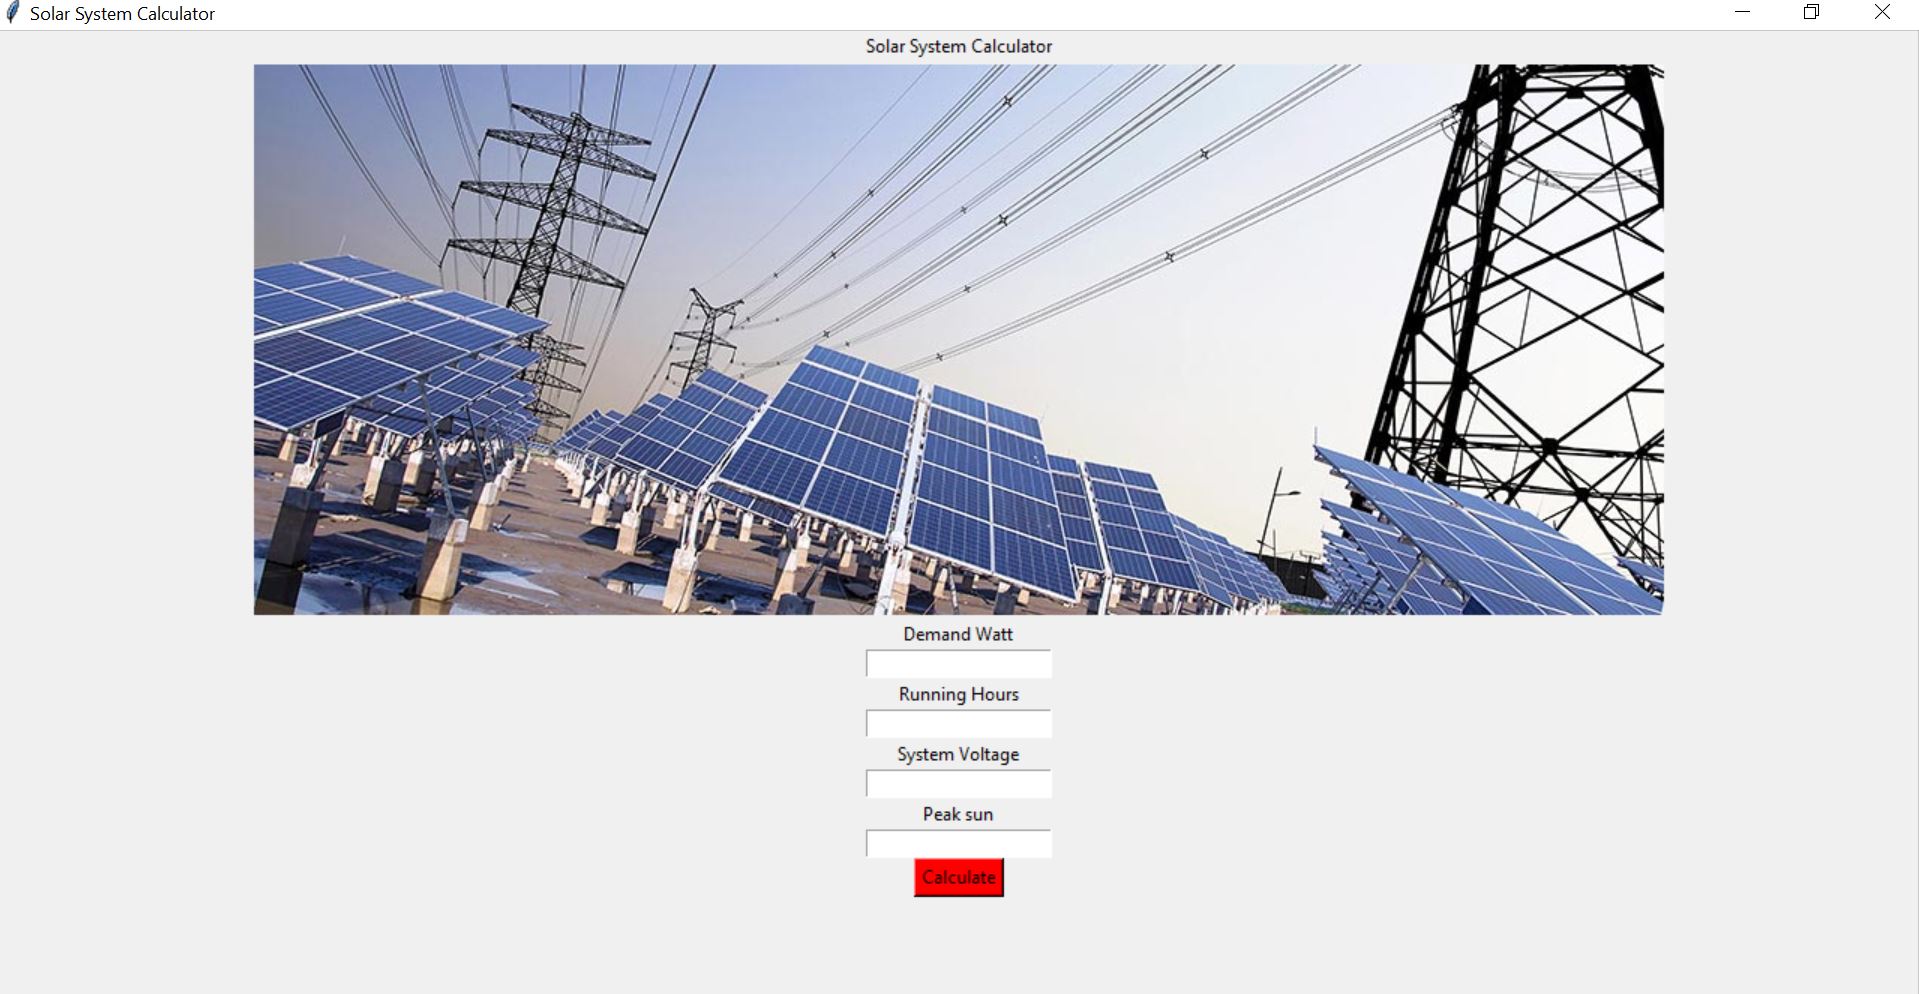 Solar System Calculator
Solar System Calculator
Demand Watt
Running Hours
System Voltage
Peak sun
Calculate